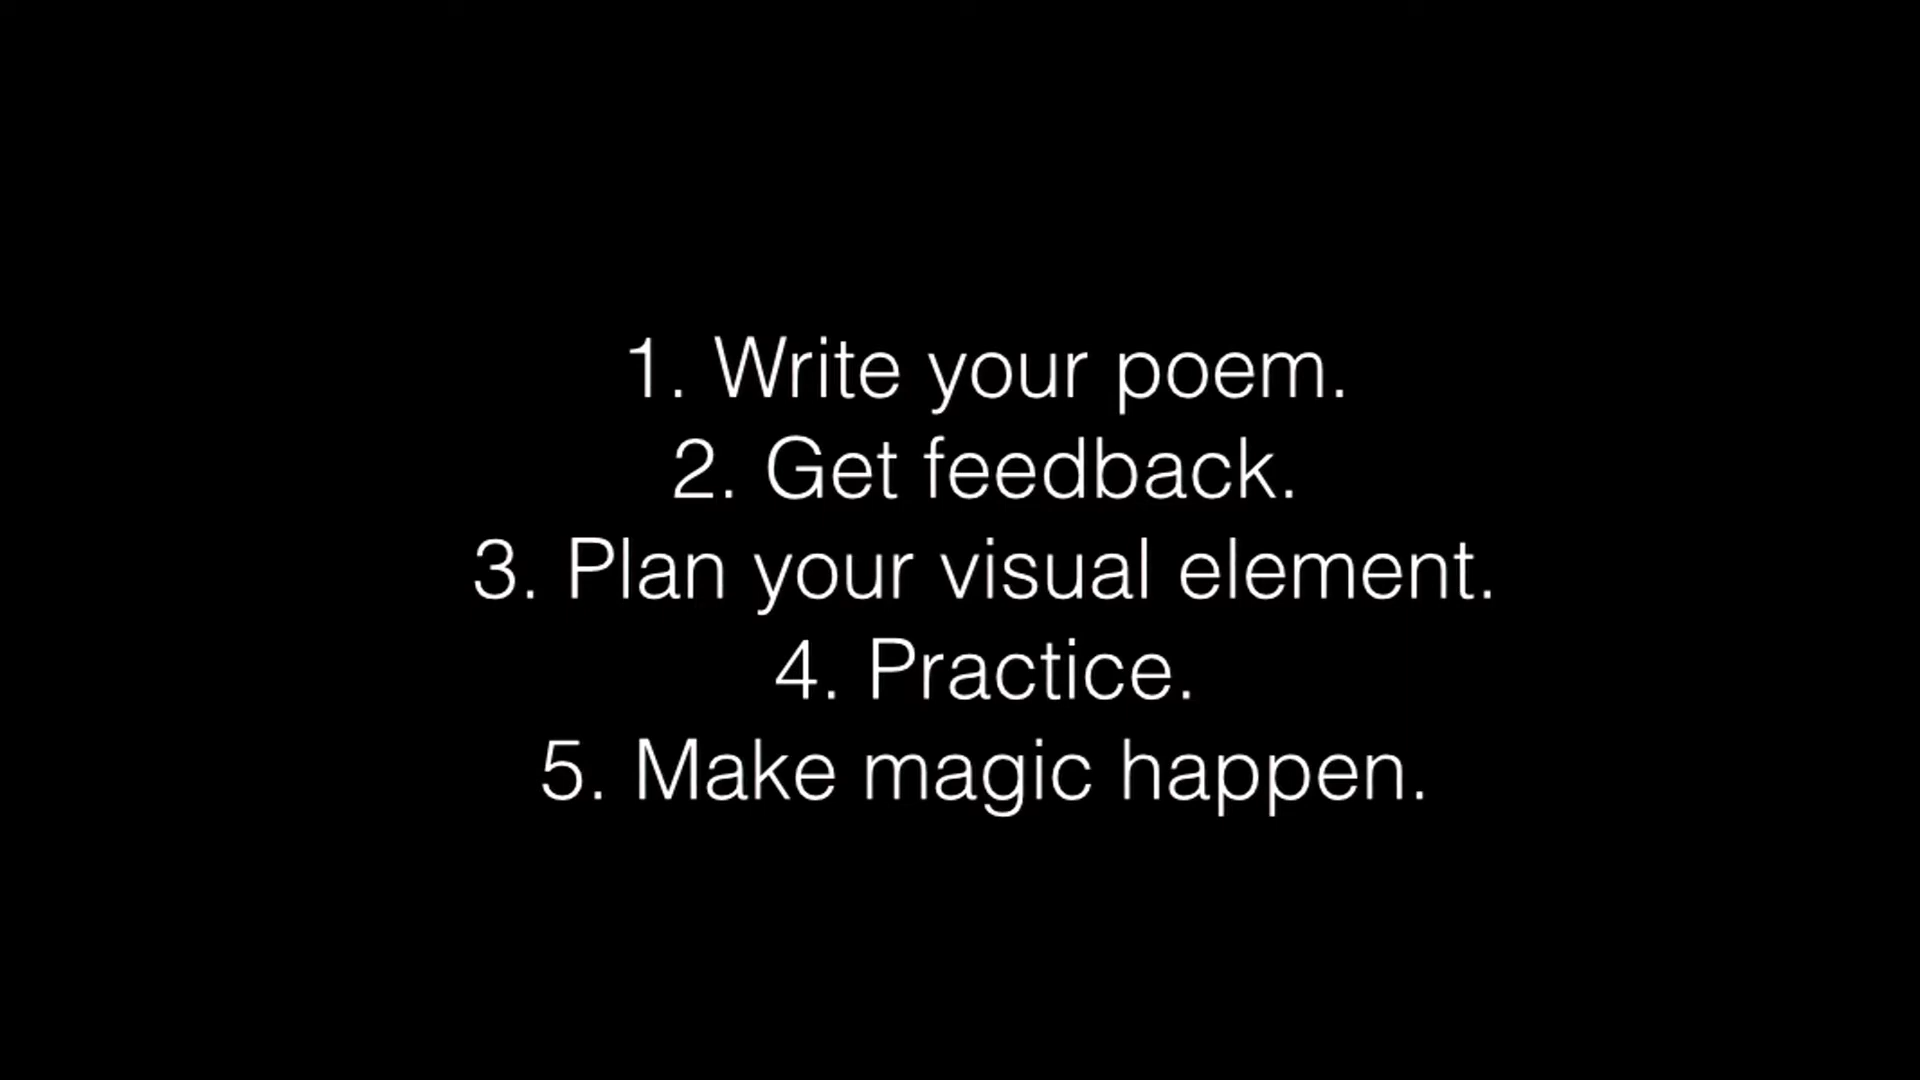 1. Write your poem.
2. Get feedback.
3. Plan your visual element.
4. Practice.
5. Make magic happen.